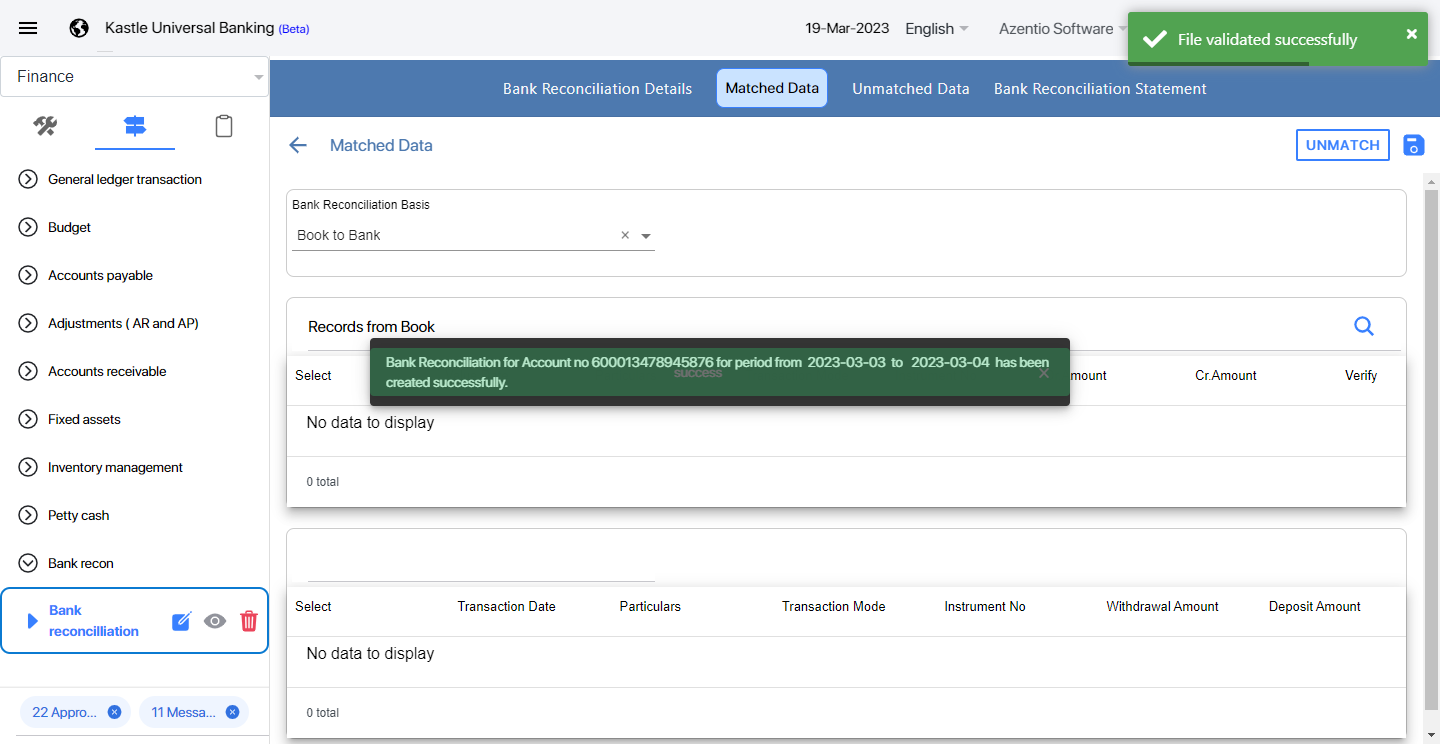 Kastle Universal Banking (Beta)
19-Mar-2023
English
Azentio Software
File validated successfully
Finance
Bank Reconciliation Details
Matched Data
Unmatched Data
Bank Reconciliation Statement
Matched Data
UNMATCH
General ledger transaction
Budget
Accounts payable
Adjustments ( AR and AP)
Accounts receivable
Fixed assets
Inventory management
Petty cash
Bank recon
Bank
reconcilliation
22 Appro...
11 Messa...
Bank Reconciliation Basis
Book to Bank
Records from Book
Bank Reconciliation for Account no 600013478945876 for period from 2023-03-03 to 2023-03-04 has been
created successfully.
success
Select
Cr.Amount
Verify
No data to display
0 total
Select
Transaction Date
Particulars
Transaction Mode
Instrument No
Withdrawal Amount
Deposit Amount
No data to display
0 total